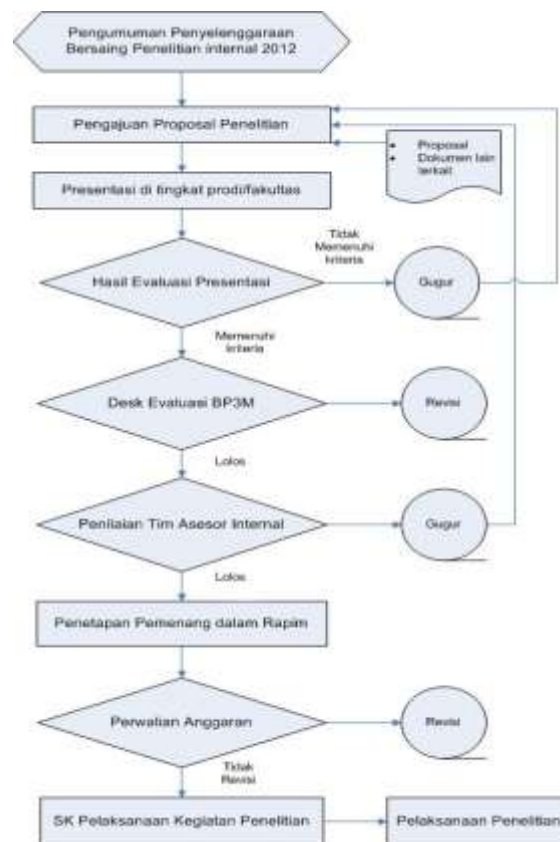 Pengumuman Penyelenggaraan
Bersaing Penelitian internal 2012
Pengajuan Proposal Penelitian
Proposal
Dokumen lain
terkait
Presentasi di tingkat prodi/fakultas
Tidak
Memenuhi
kriteria
Hasil Evaluasi Presentasi
Gugur
Memenuhi
kriteria
Desk Evaluasi BP3M
Revisi
Lolos
Penilaian Tim Asesor Internal
Gugur
Lolos
Penetapan Pemenang dalam Rapim
Perwalian Anggaran
Revisi
Tidak
Revisi
SK Pelaksanaan Kegiatan Penelitian
Pelaksanaan Penelitian